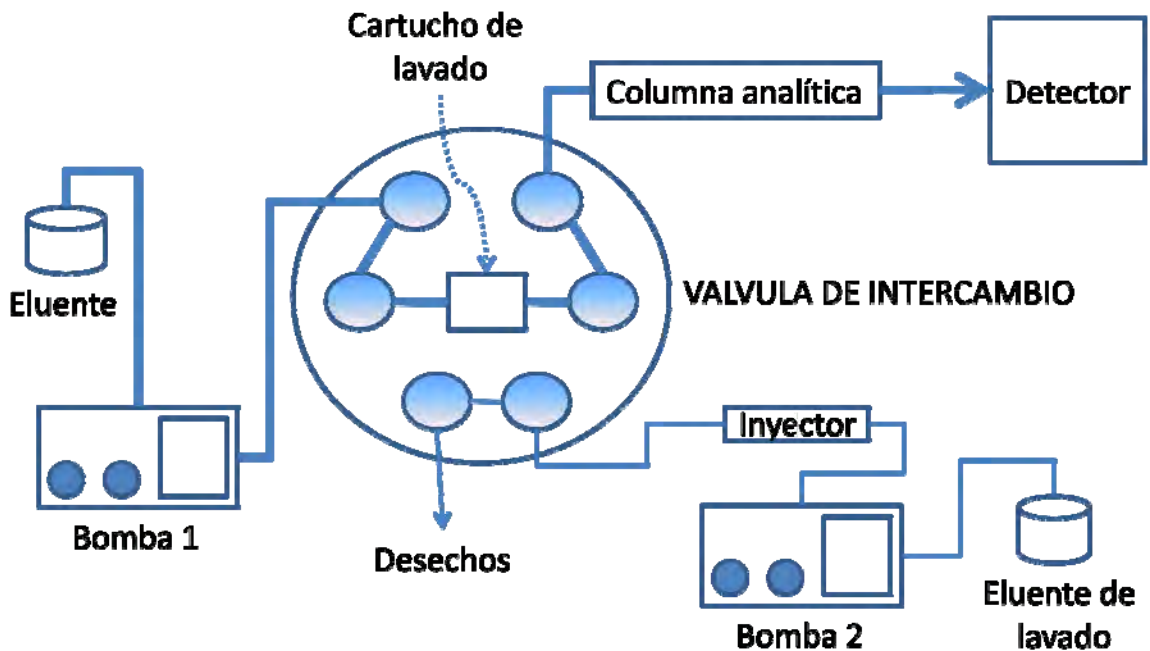 Cartucho de
lavado
Columna analítica
Detector
Eluente
VALVULA DE INTERCAMBIO
Inyector
Bomba 1
Desechos
Bomba 2
Eluente de
lavado